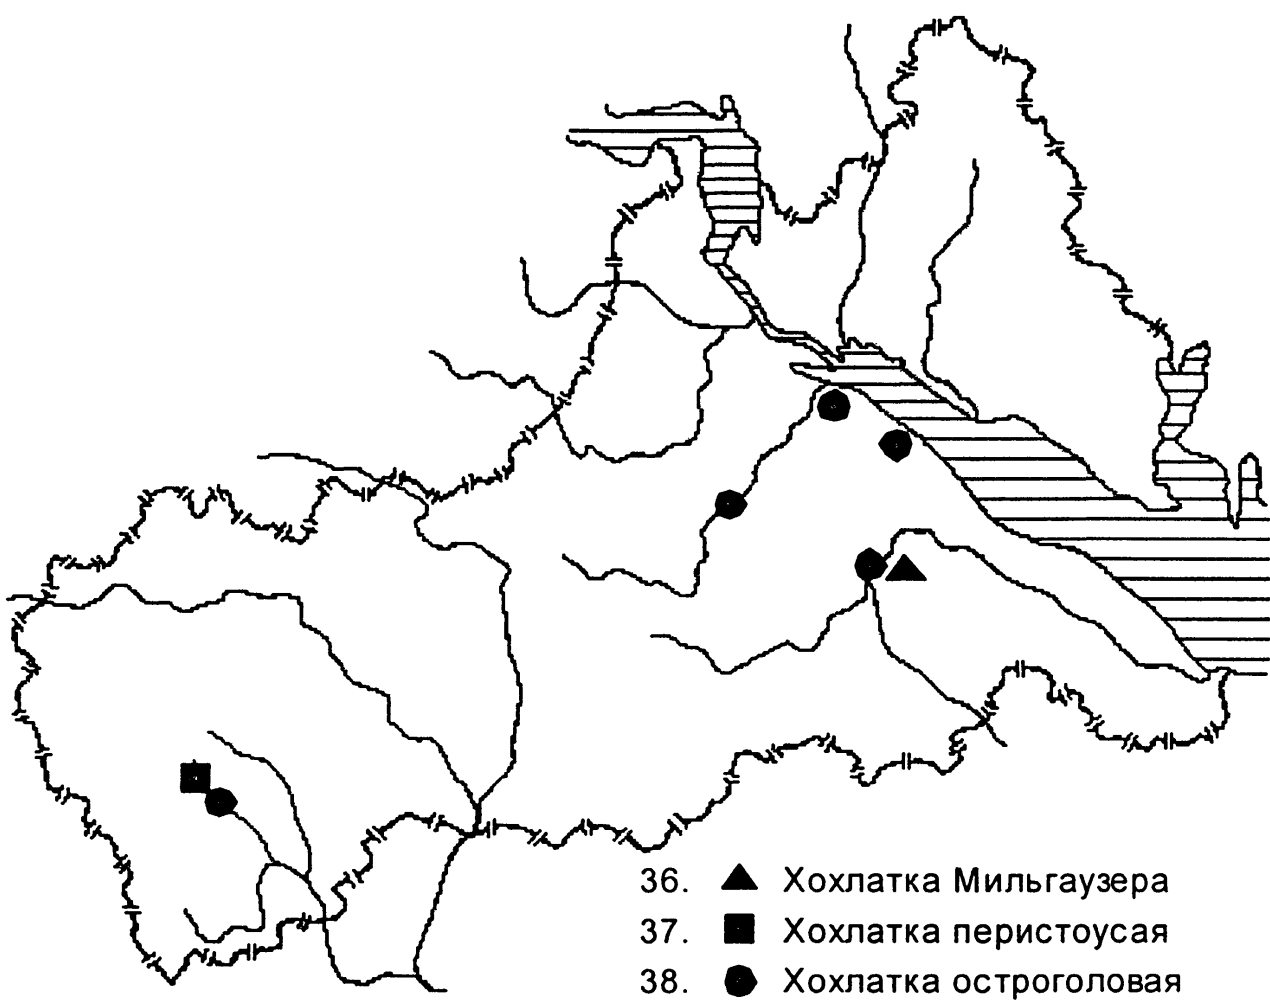 36. ▲ Хохлатка Мильгаузера
37. ■ Хохлатка перистоусая
38. ● Хохлатка остроголовая